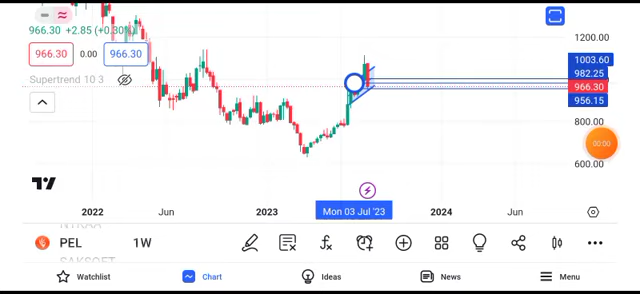 966.30 +2.85 (+0.30%)
966.30 0.00 966.30
Supertrend 10 3
1200.00
1003.60
982.25
966.30
956.15
800.00
600.00
00:00
2022 Jun 2023 Mon 03 Jul '23 2024 Jun
PEL 1W
Watchlist Chart Ideas News Menu